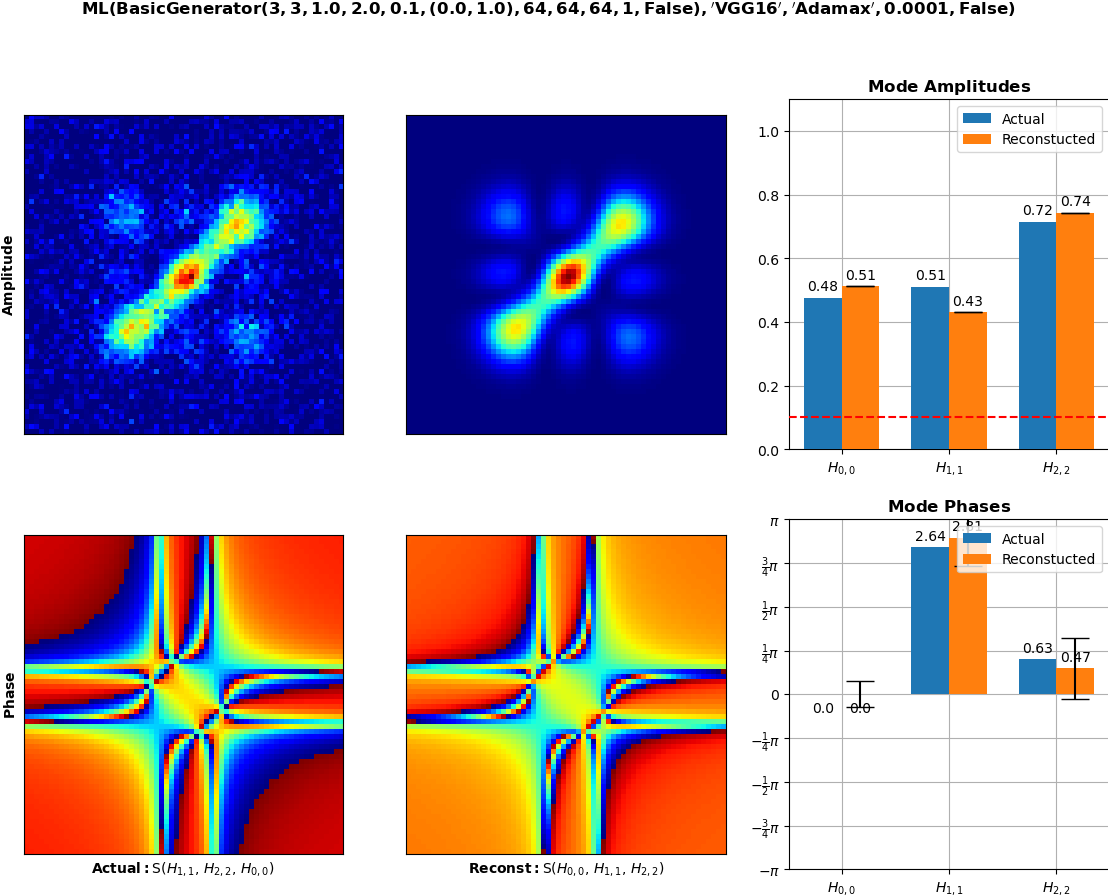 ML(BasicGenerator(3, 3, 1.0, 2.0, 0.1, (0.0, 1.0), 64, 64, 64, 1, False), 'VGG16', 'Adamax', 0.0001, False)
Amplitude
Mode Amplitudes
Actual
Reconstucted
1.0
0.8
0.6
0.4
0.2
0.0
0.48
0.51
0.51
0.43
0.72
0.74
H0,0
H1,1
H2,2
Phase
Actual: S(H1,1, H2,2, H0,0)
Reconst: S(H0,0, H1,1, H2,2)
Mode Phases
Actual
Reconstucted
π
3/4π
1/2π
1/4π
0
−1/4π
−1/2π
−3/4π
−π
0.0
0.0
2.64
2.81
0.63
0.47
H0,0
H1,1
H2,2